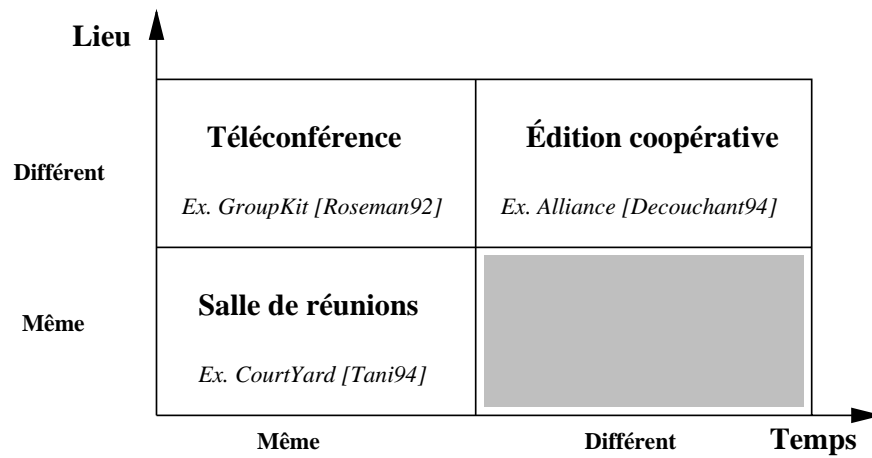 Lieu
Téléconférence
Édition coopérative
Différent
Ex. GroupKit [Roseman92]
Ex. Alliance [Decouchant94]
Salle de réunions
Même
Ex. CourtYard [Tani94]
Même
Différent
Temps